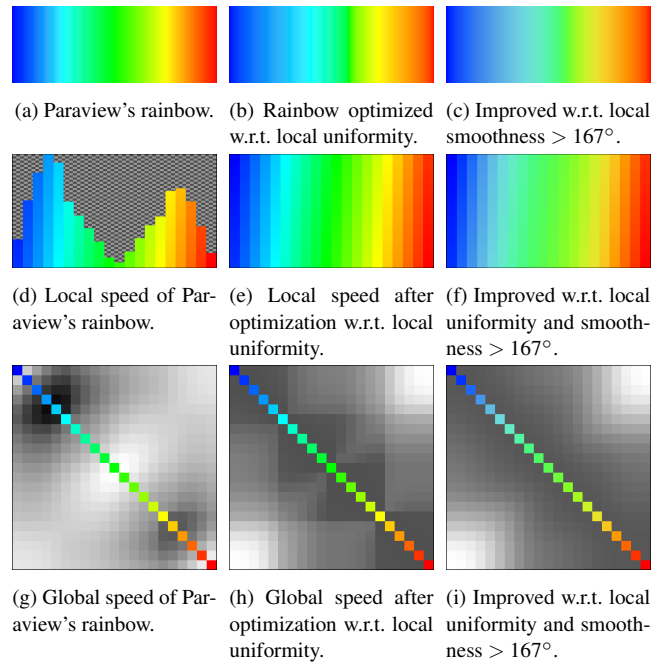 (a) Paraview's rainbow.
(b) Rainbow optimized
w.r.t. local uniformity.
(c) Improved w.r.t. local
smoothness > 167°.
(d) Local speed of Par-
aview's rainbow.
(e) Local speed after
optimization w.r.t. local
uniformity.
(f) Improved w.r.t. local
uniformity and smooth-
ness > 167°.
(g) Global speed of Par-
aview's rainbow.
(h) Global speed after
optimization w.r.t. local
uniformity.
(i) Improved w.r.t. local
uniformity and smooth-
ness > 167°.